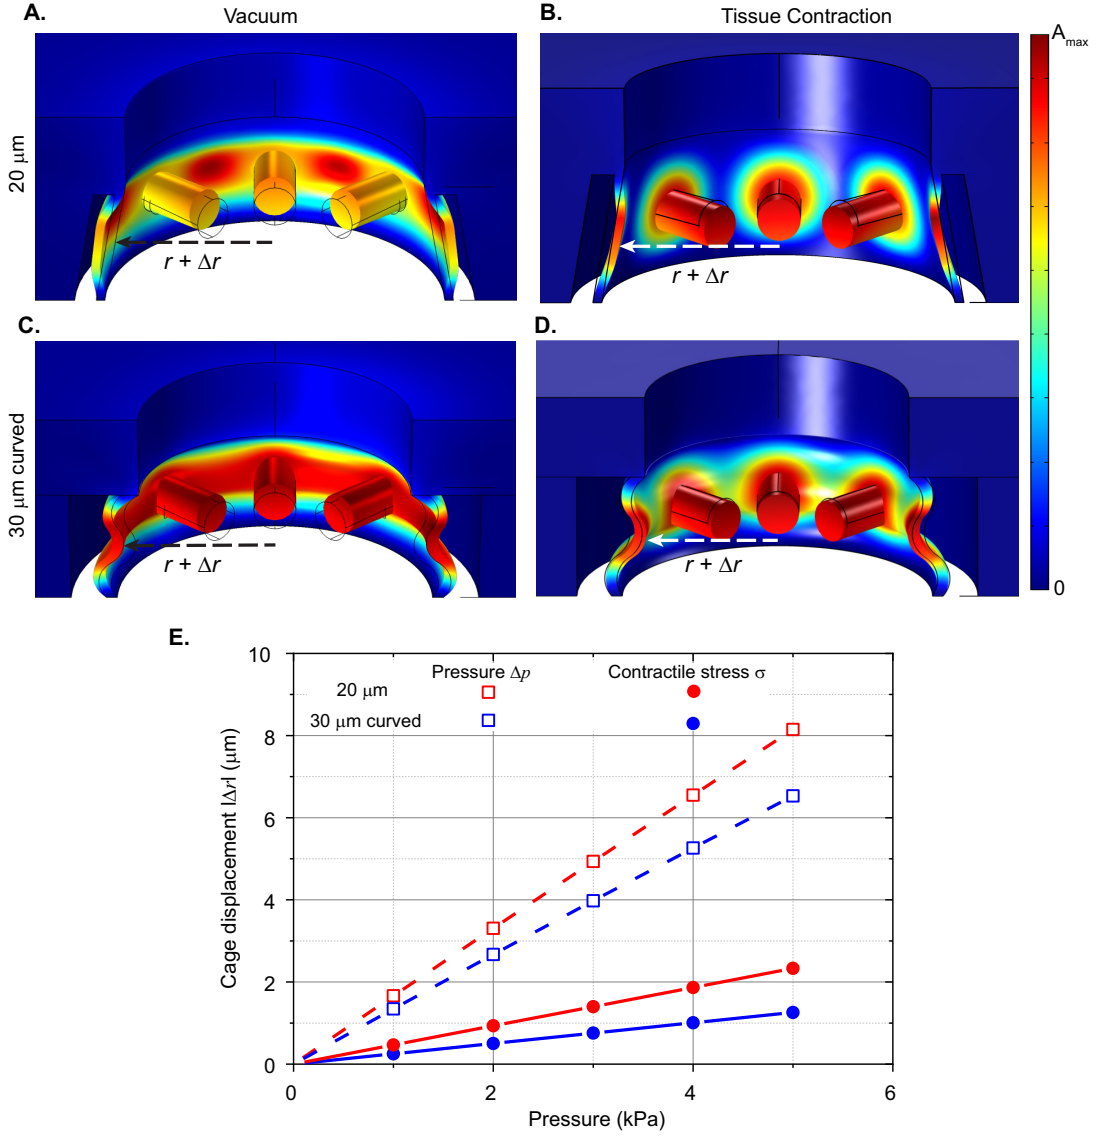 A.
Vacuum
B.
Tissue Contraction
A_max
20 μm
r + Δr
r + Δr
C.
D.
30 μm curved
r + Δr
r + Δr
0
E.
Pressure Δp
Contractile stress σ
20 μm
30 μm curved
10
8
6
4
2
0
Cage displacement |Δr| (μm)
0
2
4
6
Pressure (kPa)